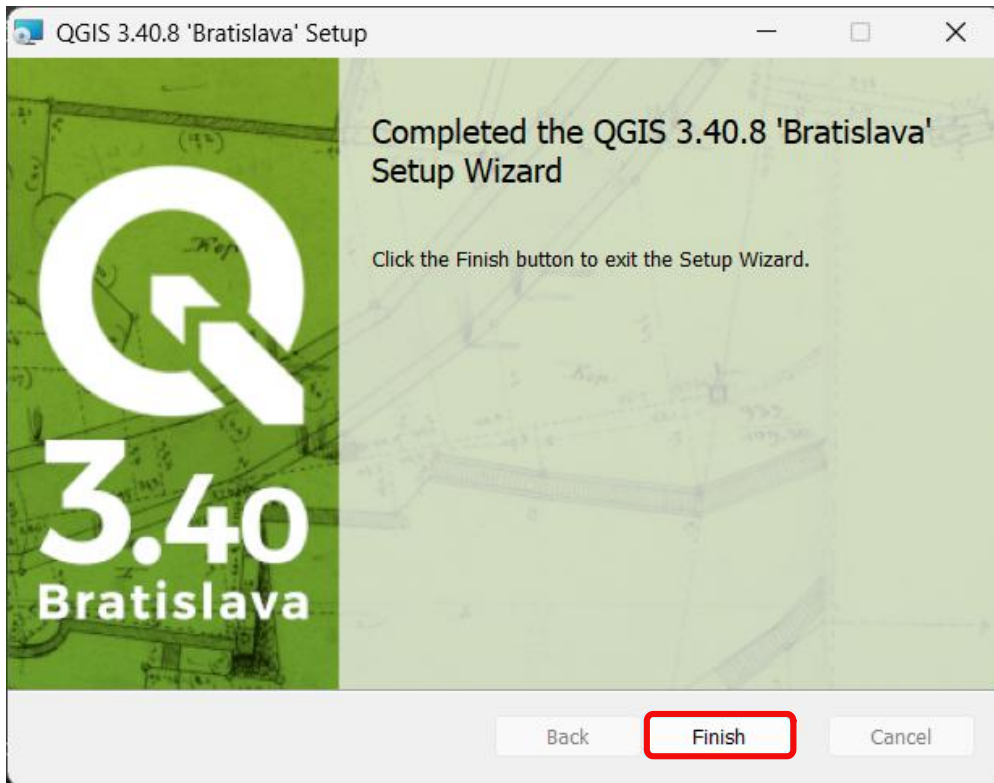 QGIS 3.40.8 'Bratislava' Setup
Completed the QGIS 3.40.8 'Bratislava'
Setup Wizard
Click the Finish button to exit the Setup Wizard.
3.40
Bratislava
Back
Finish
Cancel